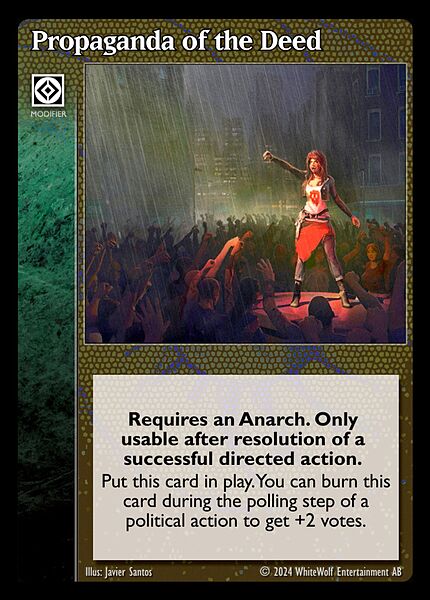 Propaganda of the Deed
MODIFIER
Requires an Anarch. Only
usable after resolution of a
successful directed action.
Put this card in play. You can burn this
card during the polling step of a
political action to get +2 votes.
Illus: Javier Santos
© 2024 WhiteWolf Entertainment AB